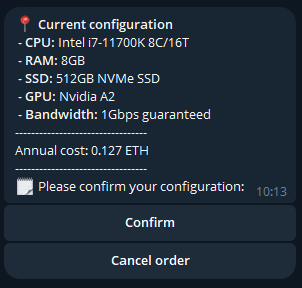 📍 Current configuration
- CPU: Intel i7-11700K 8C/16T
- RAM: 8GB
- SSD: 512GB NVMe SSD
- GPU: Nvidia A2
- Bandwidth: 1Gbps guaranteed
---------------------------------
Annual cost: 0.127 ETH
---------------------------------
🗒 Please confirm your configuration: 10:13
Confirm
Cancel order